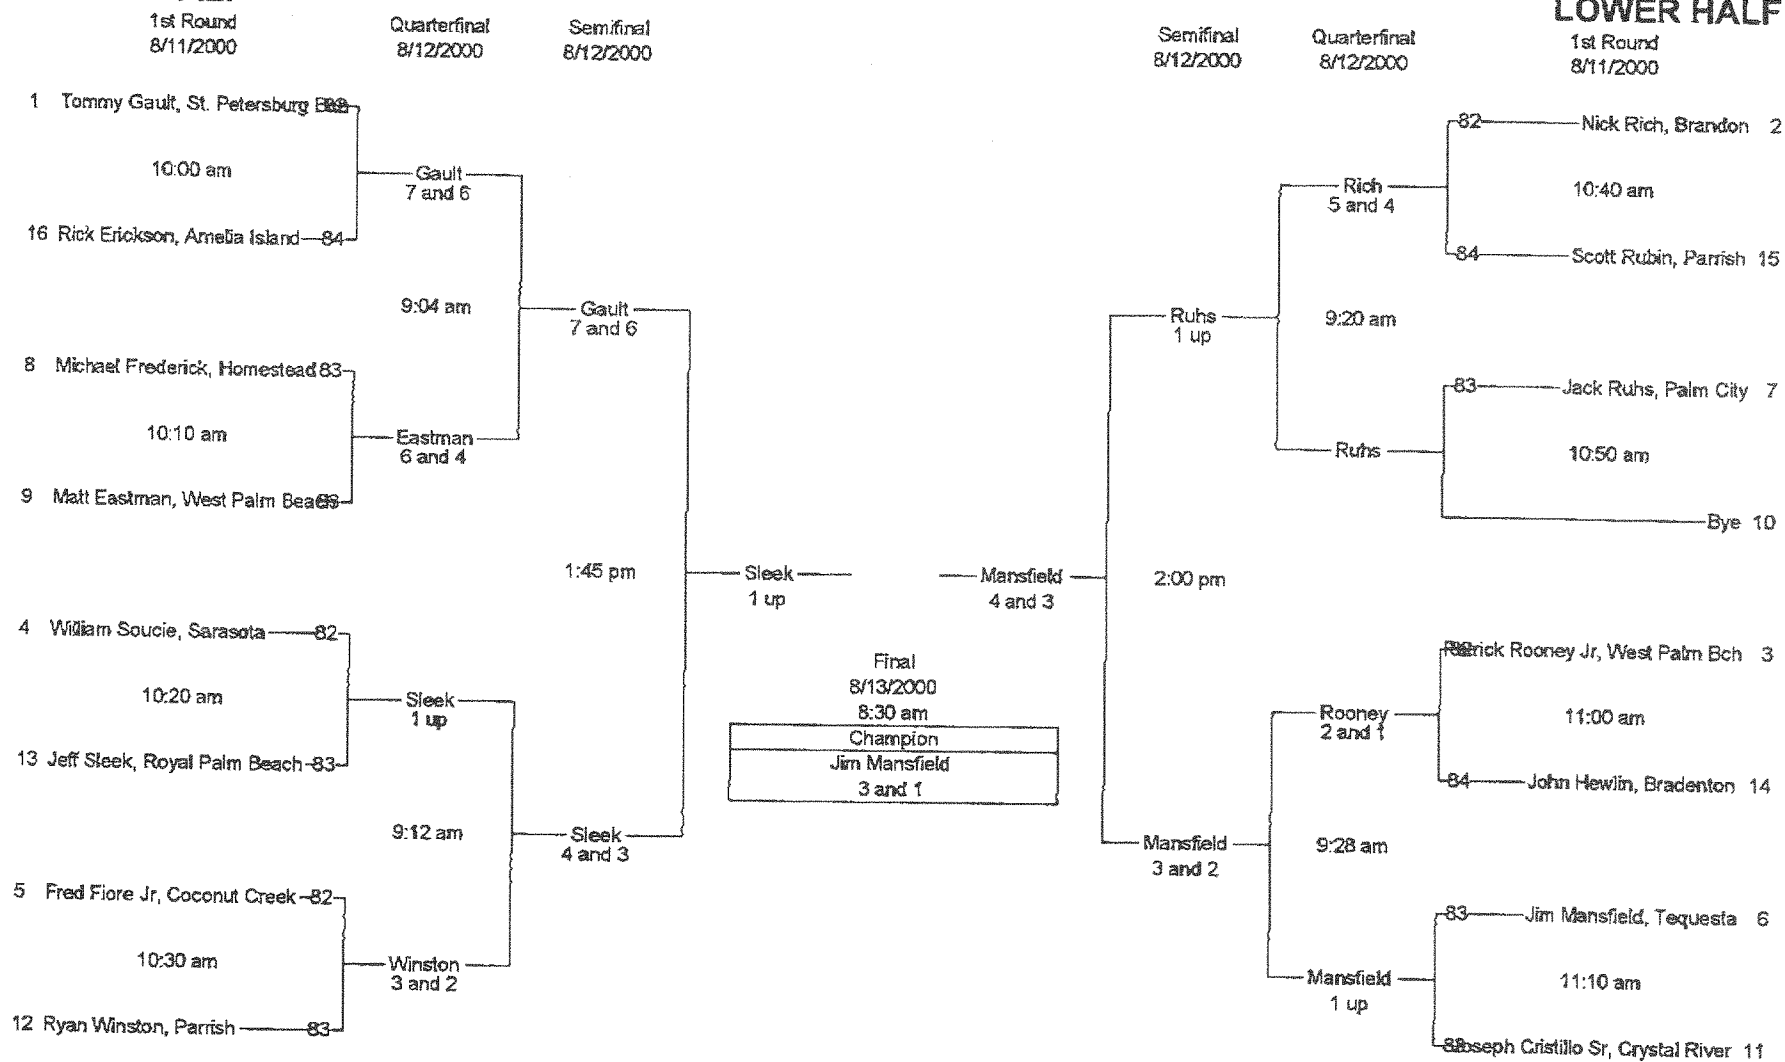 LOWER HALF
1st Round
8/11/2000
Quarterfinal
8/12/2000
Semifinal
8/12/2000
Semifinal
8/12/2000
Quarterfinal
8/12/2000
1st Round
8/11/2000
1 Tommy Gault, St. Petersburg
10:00 am
16 Rick Erickson, Amelia Island 84
Gault
7 and 6
9:04 am
8 Michael Frederick, Homestead 83
10:10 am
9 Matt Eastman, West Palm
Eastman
6 and 4
Gault
7 and 6
1:45 pm
4 William Soucie, Sarasota 82
10:20 am
13 Jeff Sleek, Royal Palm Beach 83
Sleek
1 up
9:12 am
5 Fred Fiore Jr, Coconut Creek 82
10:30 am
12 Ryan Winston, Parrish 83
Winston
3 and 2
Sleek
4 and 3
Sleek
1 up
Final
8/13/2000
8:30 am
Champion
Jim Mansfield
3 and 1
Mansfield
4 and 3
2:00 pm
Ruhs
1 up
Rich
5 and 4
82 Nick Rich, Brandon 2
10:40 am
84 Scott Rubin, Parrish 15
9:20 am
Ruhs
83 Jack Ruhs, Palm City 7
10:50 am
Bye 10
Mansfield
3 and 2
Rooney
2 and 1
Rooney Jr, West Palm Bch 3
11:00 am
84 John Hewlin, Bradenton 14
9:28 am
Mansfield
1 up
83 Jim Mansfield, Tequesta 6
11:10 am
Cristillo Sr, Crystal River 11